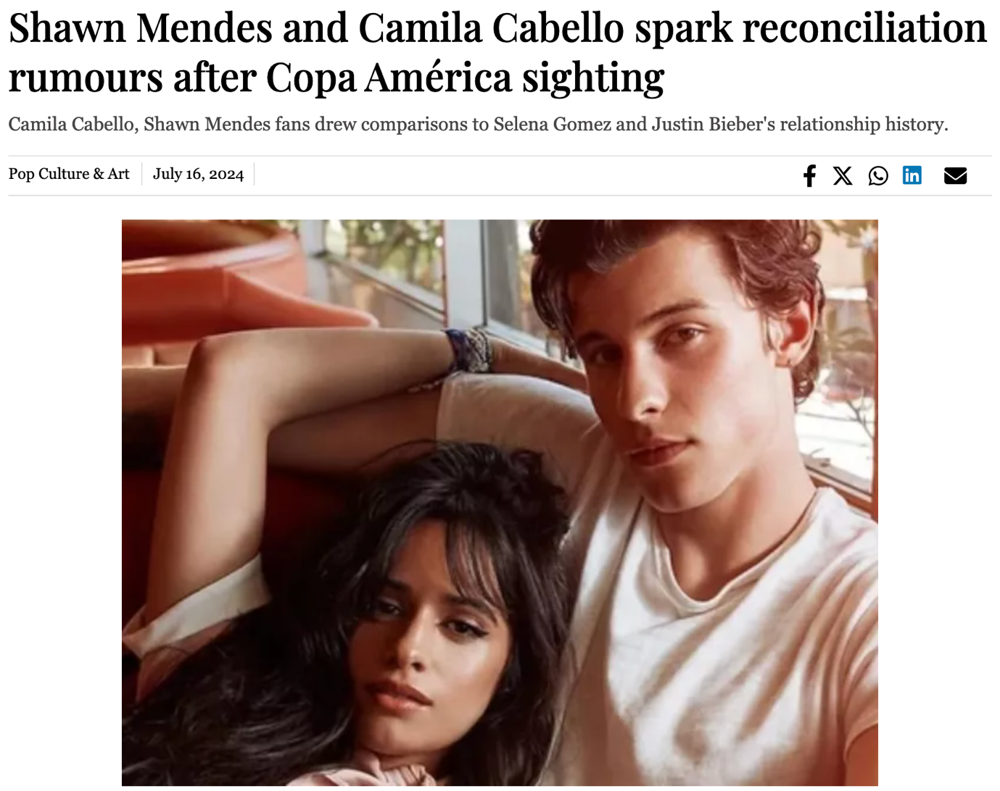 Shawn Mendes and Camila Cabello spark reconciliation
rumours after Copa América sighting
Camila Cabello, Shawn Mendes fans drew comparisons to Selena Gomez and Justin Bieber's relationship history.
Pop Culture & Art
July 16, 2024
in